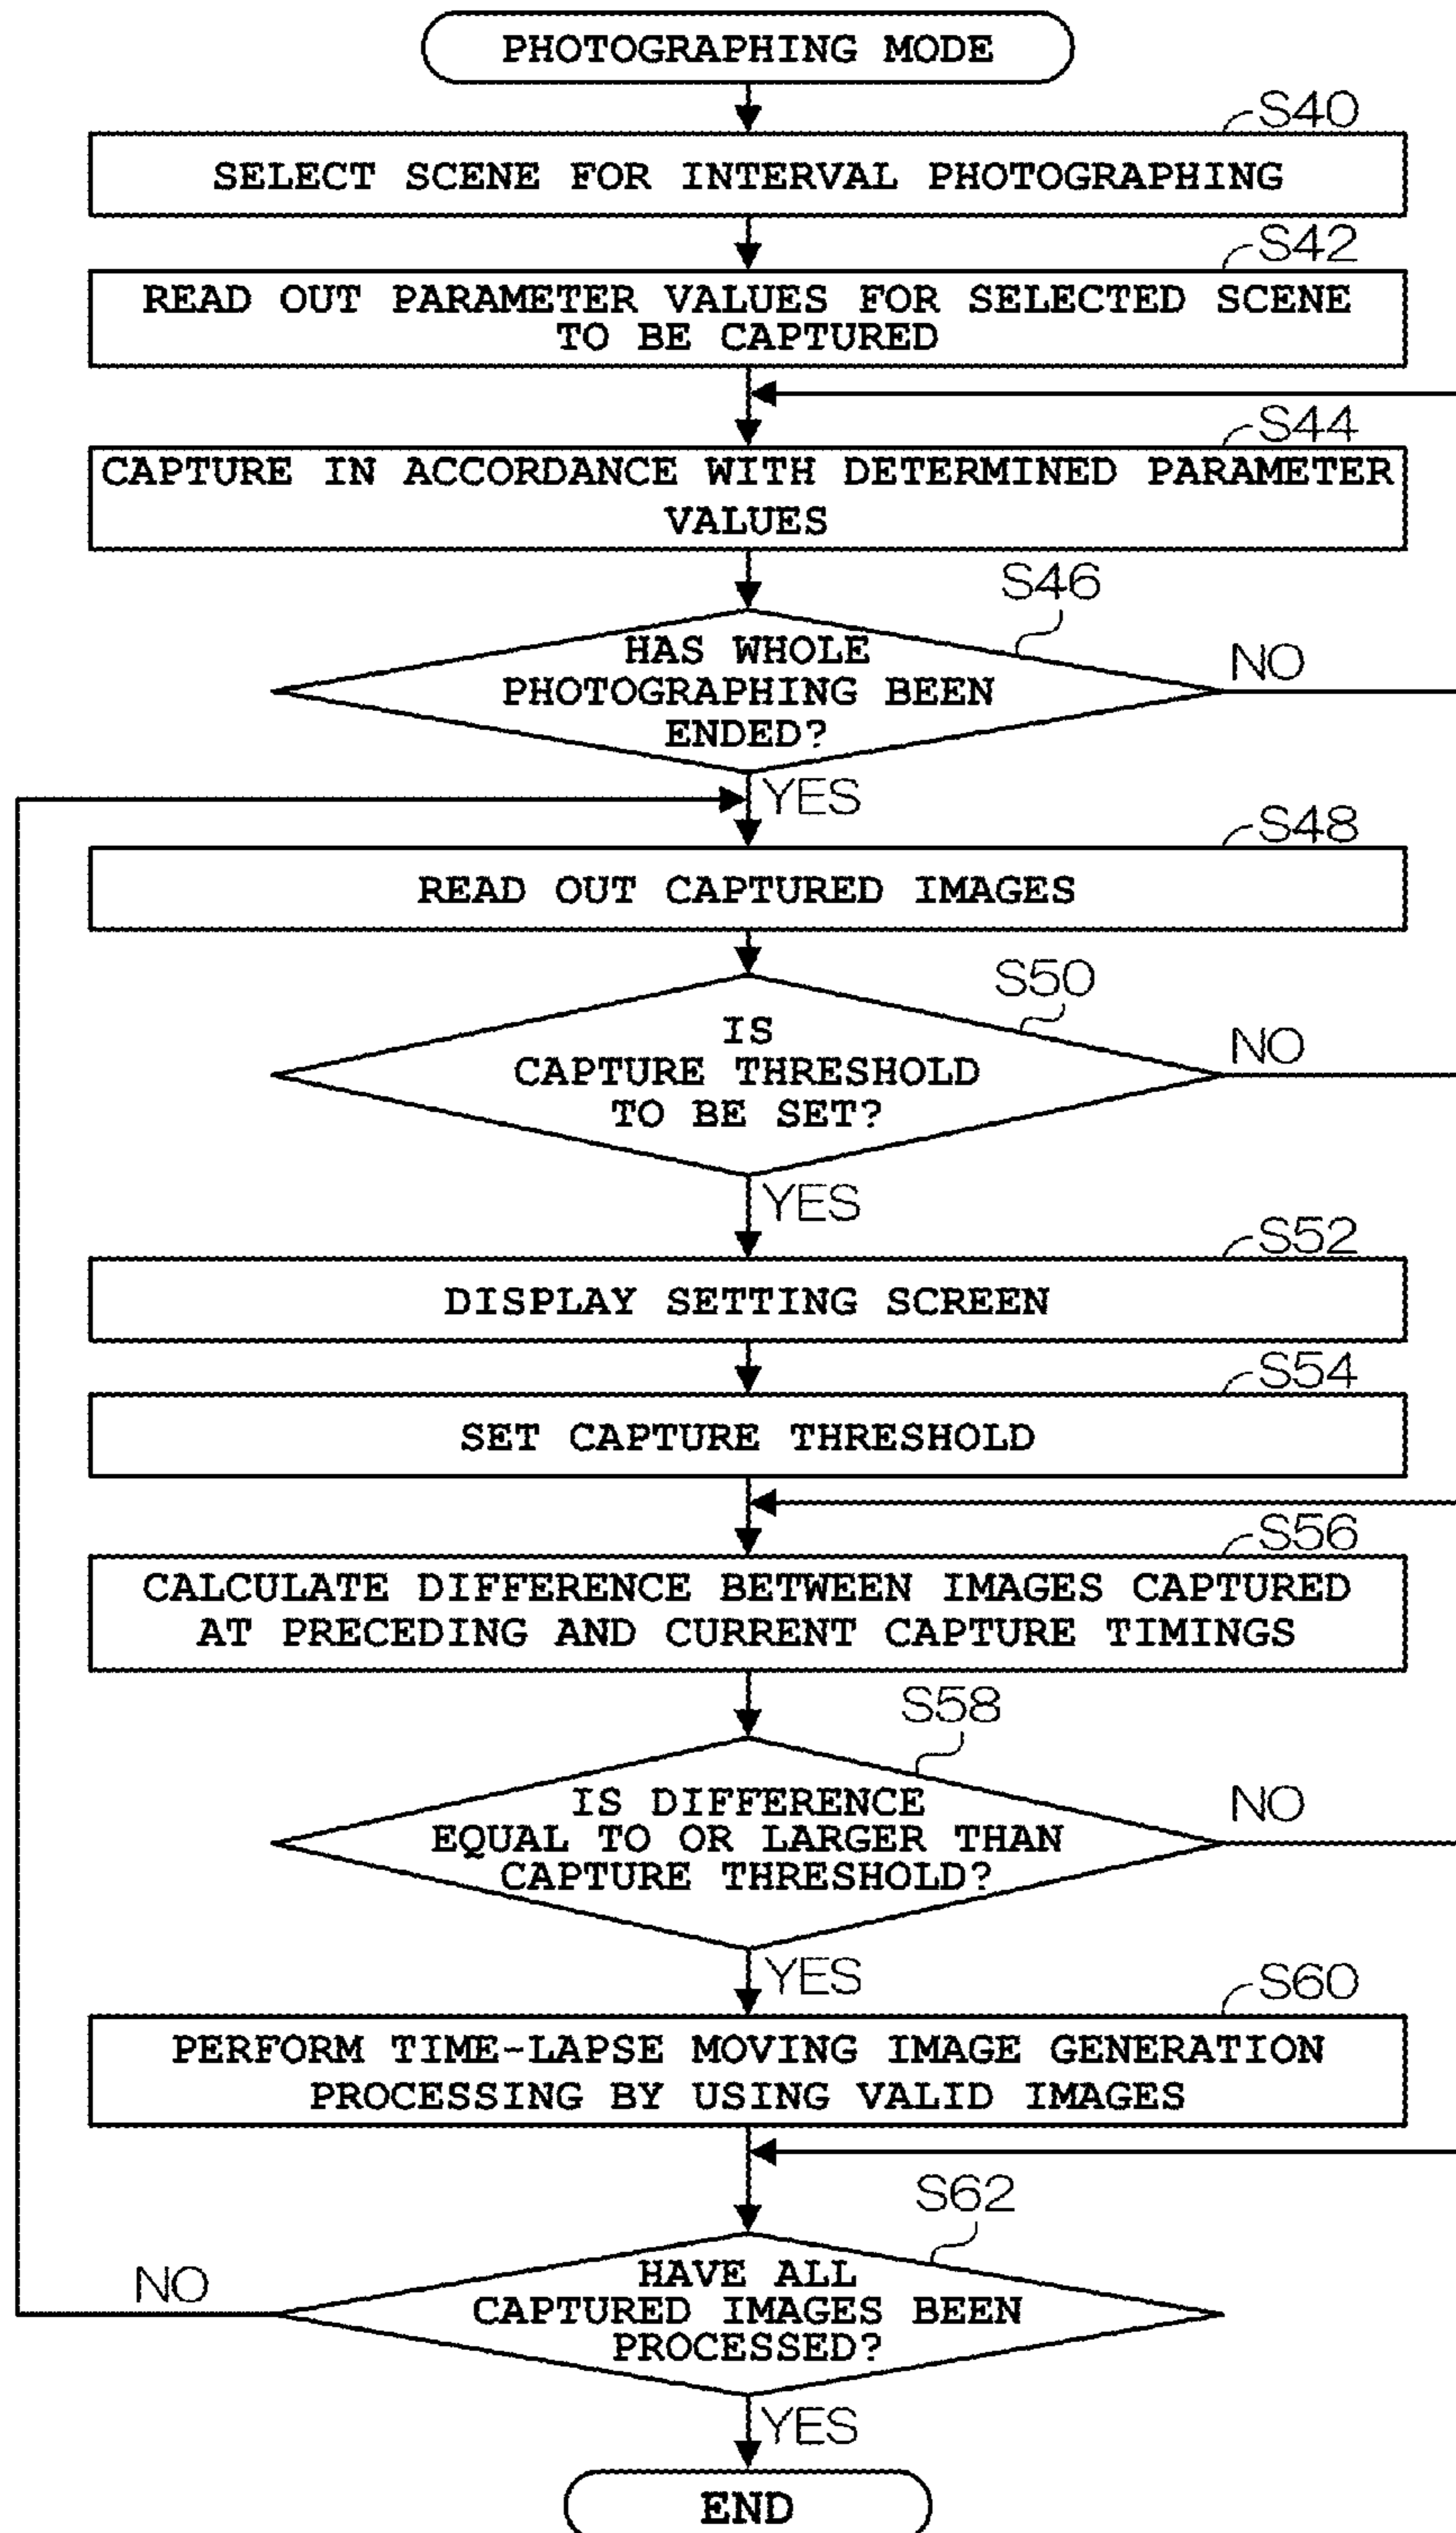 PHOTOGRAPHING MODE
S40
SELECT SCENE FOR INTERVAL PHOTOGRAPHING
S42
READ OUT PARAMETER VALUES FOR SELECTED SCENE
TO BE CAPTURED
S44
CAPTURE IN ACCORDANCE WITH DETERMINED PARAMETER
VALUES
S46
HAS WHOLE
PHOTOGRAPHING BEEN
ENDED?
NO
YES
S48
READ OUT CAPTURED IMAGES
S50
IS
CAPTURE THRESHOLD
TO BE SET?
NO
YES
S52
DISPLAY SETTING SCREEN
S54
SET CAPTURE THRESHOLD
S56
CALCULATE DIFFERENCE BETWEEN IMAGES CAPTURED
AT PRECEDING AND CURRENT CAPTURE TIMINGS
S58
IS DIFFERENCE
EQUAL TO OR LARGER THAN
CAPTURE THRESHOLD?
NO
YES
S60
PERFORM TIME-LAPSE MOVING IMAGE GENERATION
PROCESSING BY USING VALID IMAGES
S62
HAVE ALL
CAPTURED IMAGES BEEN
PROCESSED?
NO
YES
END